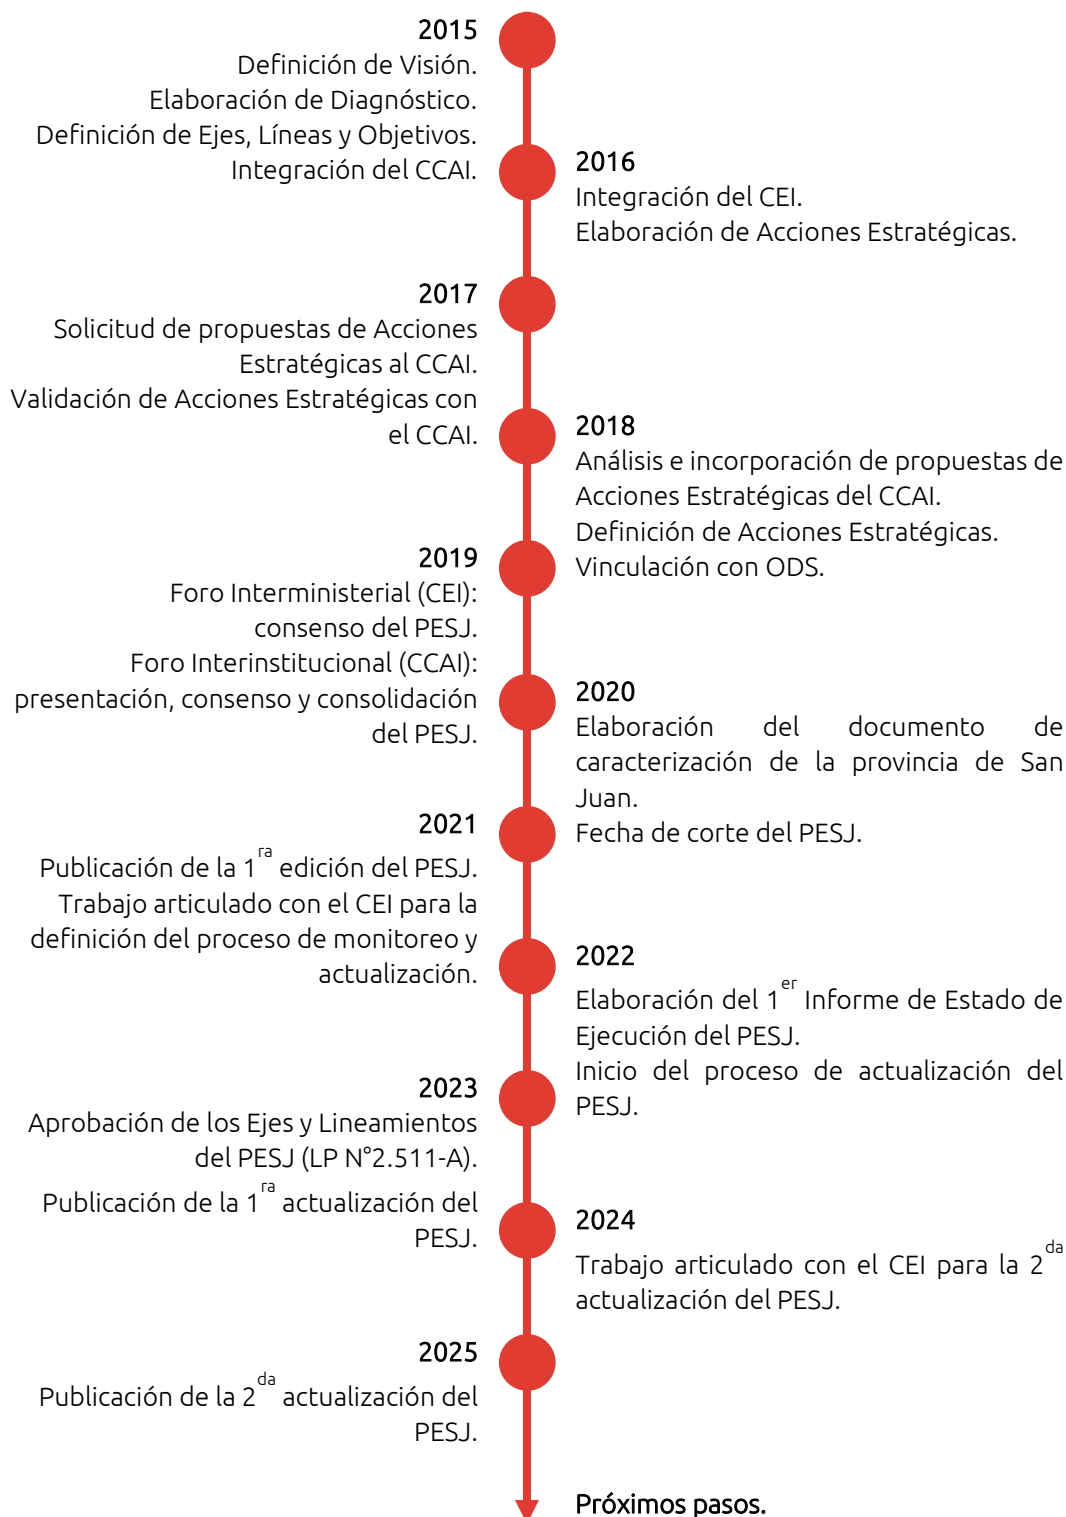 2015
Definición de Visión.
Elaboración de Diagnóstico.
Definición de Ejes, Líneas y Objetivos.
Integración del CCAI.
2016
Integración del CEI.
Elaboración de Acciones Estratégicas.
2017
Solicitud de propuestas de Acciones
Estratégicas al CCAI.
Validación de Acciones Estratégicas con
el CCAI.
2018
Análisis e incorporación de propuestas de
Acciones Estratégicas del CCAI.
Definición de Acciones Estratégicas.
Vinculación con ODS.
2019
Foro Interministerial (CEI):
consenso del PESJ.
Foro Interinstitucional (CCAI):
presentación, consenso y consolidación
del PESJ.
2020
Elaboración del documento de
caracterización de la provincia de San
Juan.
Fecha de corte del PESJ.
2021
Publicación de la 1ra edición del PESJ.
Trabajo articulado con el CEI para la
definición del proceso de monitoreo y
actualización.
2022
Elaboración del 1er Informe de Estado de
Ejecución del PESJ.
Inicio del proceso de actualización del
PESJ.
2023
Aprobación de los Ejes y Lineamientos
del PESJ (LP N°2.511-A).
Publicación de la 1ra actualización del
PESJ.
2024
Trabajo articulado con el CEI para la 2da
actualización del PESJ.
2025
Publicación de la 2da actualización del
PESJ.
Próximos pasos.